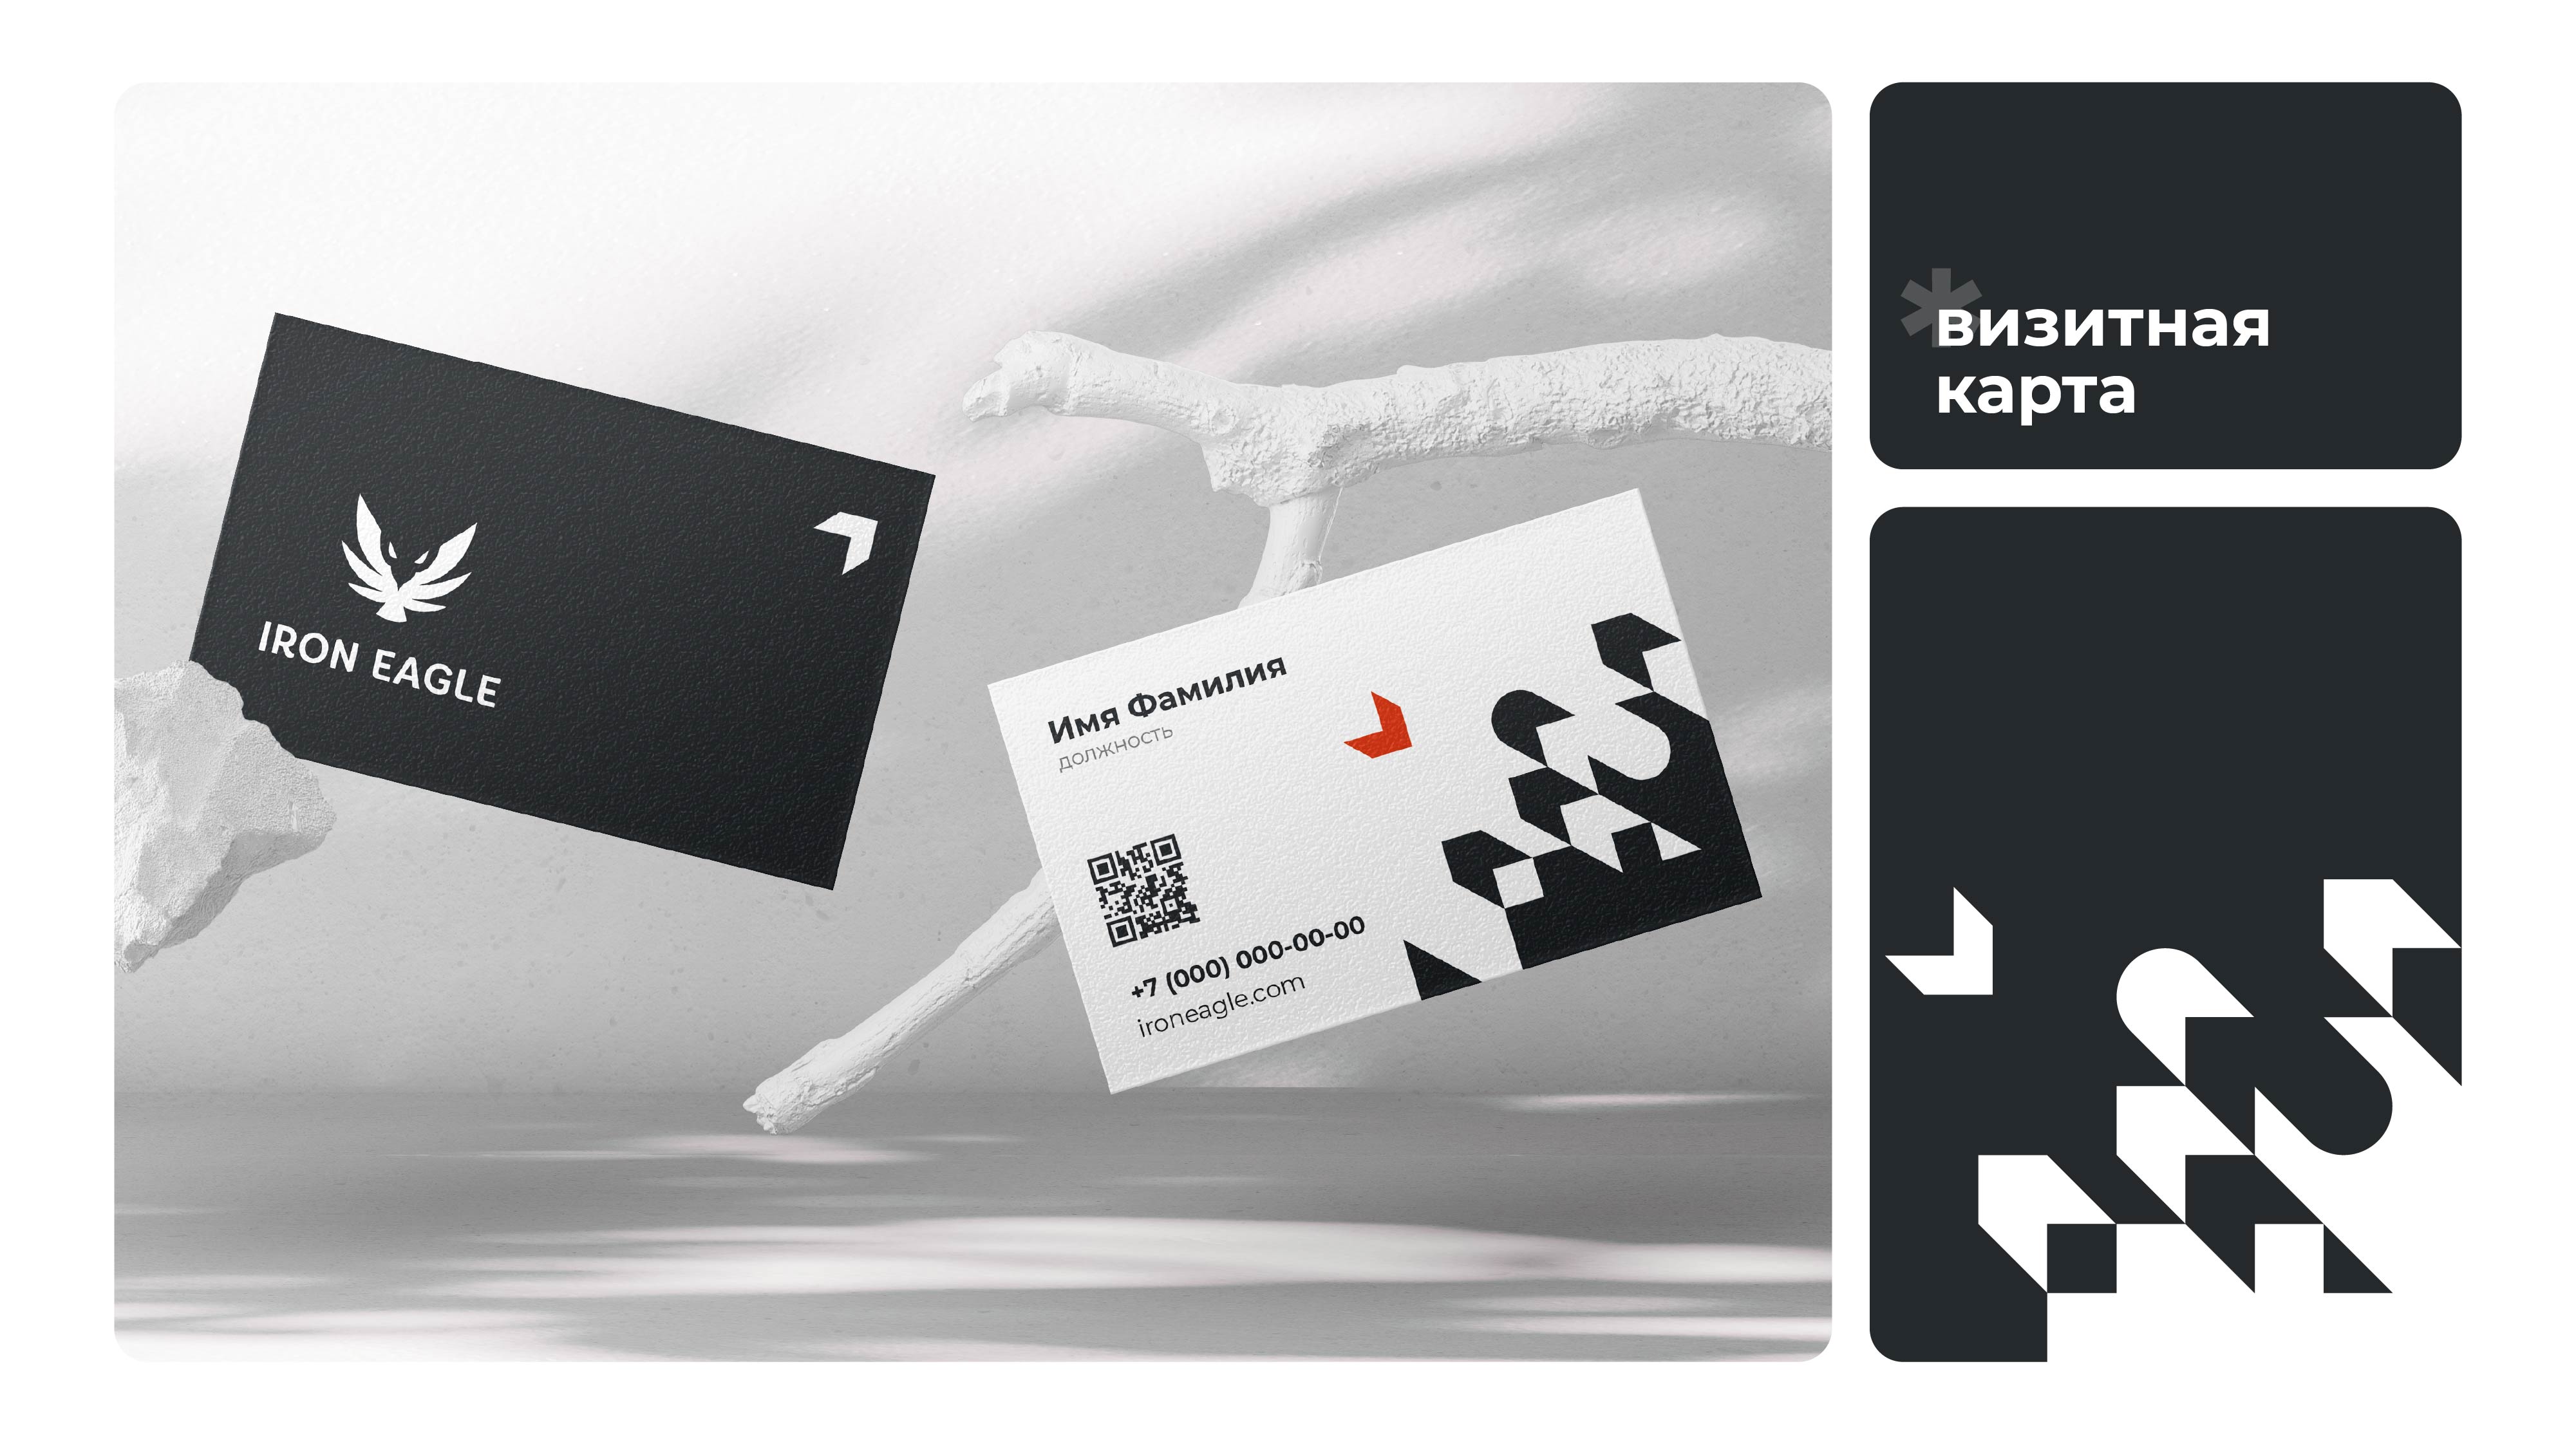 IRON EAGLE
Имя Фамилия
должность
+7 (000) 000-00-00
ironeagle.com
*визитная
карта